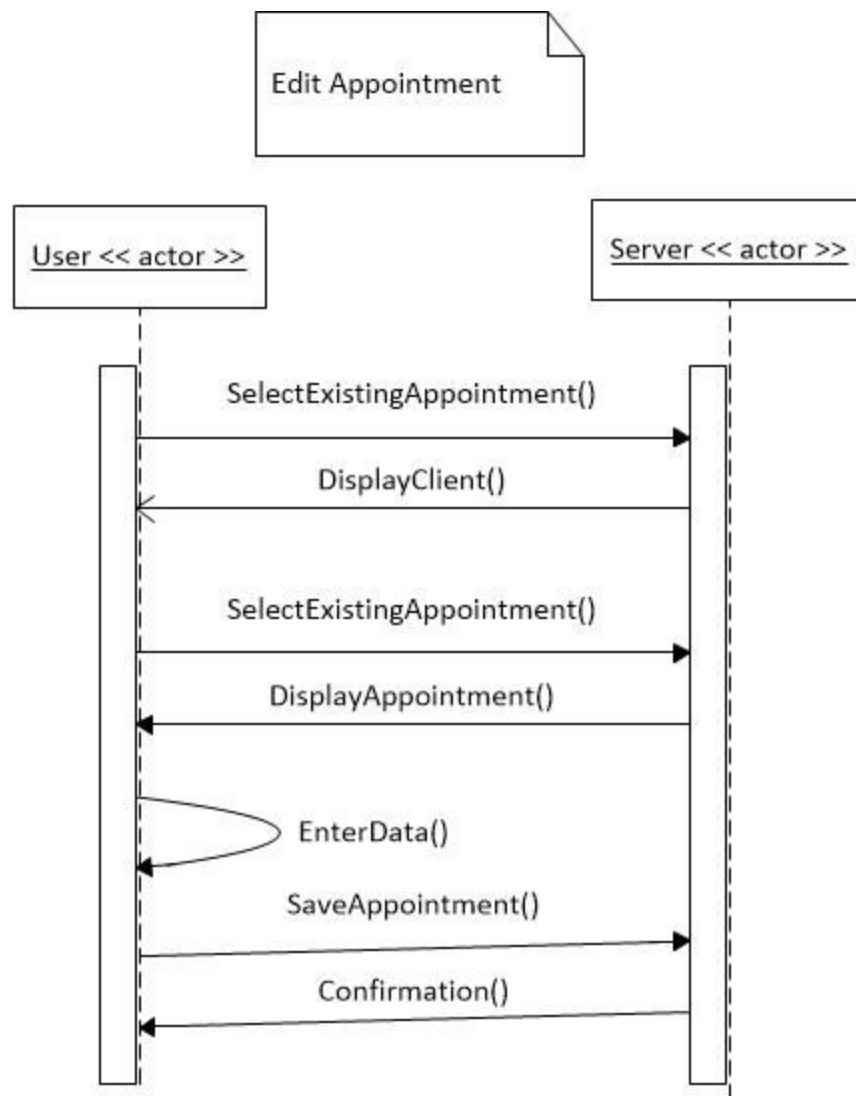 Edit Appointment
User << actor >>
Server << actor >>
SelectExistingAppointment()
DisplayClient()
SelectExistingAppointment()
DisplayAppointment()
EnterData()
SaveAppointment()
Confirmation()